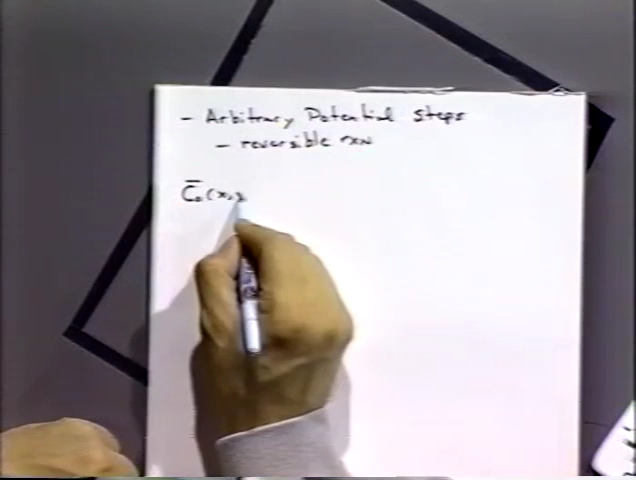 - Arbitrary Potential Steps
- reversible rxn
C̄o(x,s